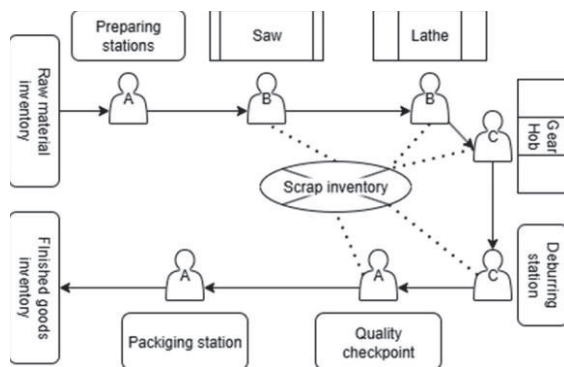 Preparing
stations
Saw
Lathe
Raw material
inventory
A
B
B
C
Gear
Hob
Scrap inventory
Finished goods
inventory
A
A
C
Deburring
station
Packiging station
Quality
checkpoint